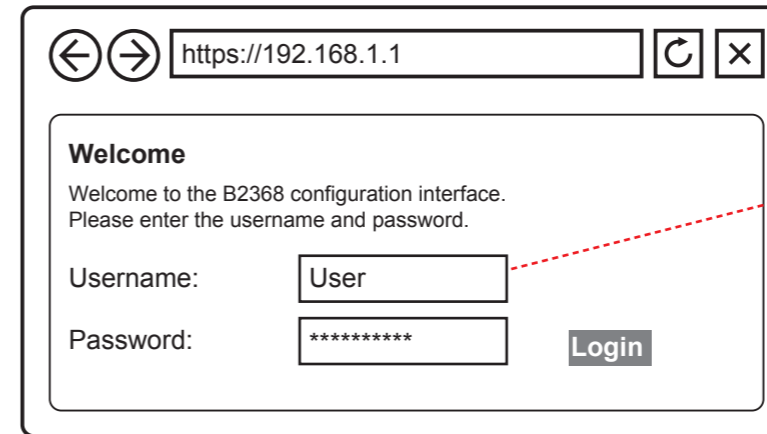 https://192.168.1.1
Welcome
Welcome to the B2368 configuration interface.
Please enter the username and password.
Username:
User
Password:
**********
Login